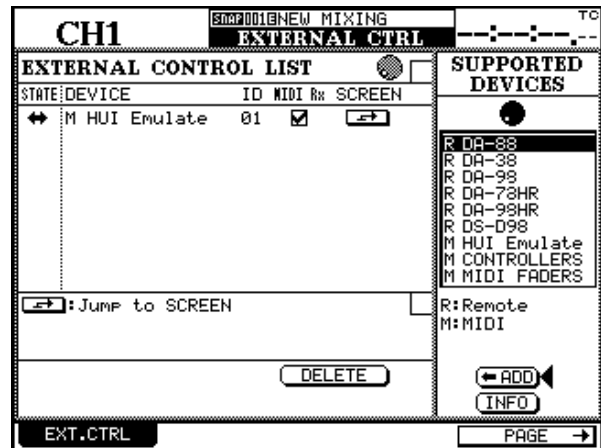 CH1
SNAP001 NEW MIXING
EXTERNAL CTRL
TC
--:--:--.--
EXTERNAL CONTROL LIST
STATE DEVICE ID MIDI Rx SCREEN
M HUI Emulate 01
:Jump to SCREEN
DELETE
SUPPORTED
DEVICES
R DA-88
R DA-38
R DA-98
R DA-78HR
R DA-98HR
R DS-D98
M HUI Emulate
M CONTROLLERS
M MIDI FADERS
R:Remote
M:MIDI
ADD
INFO
EXT.CTRL
PAGE